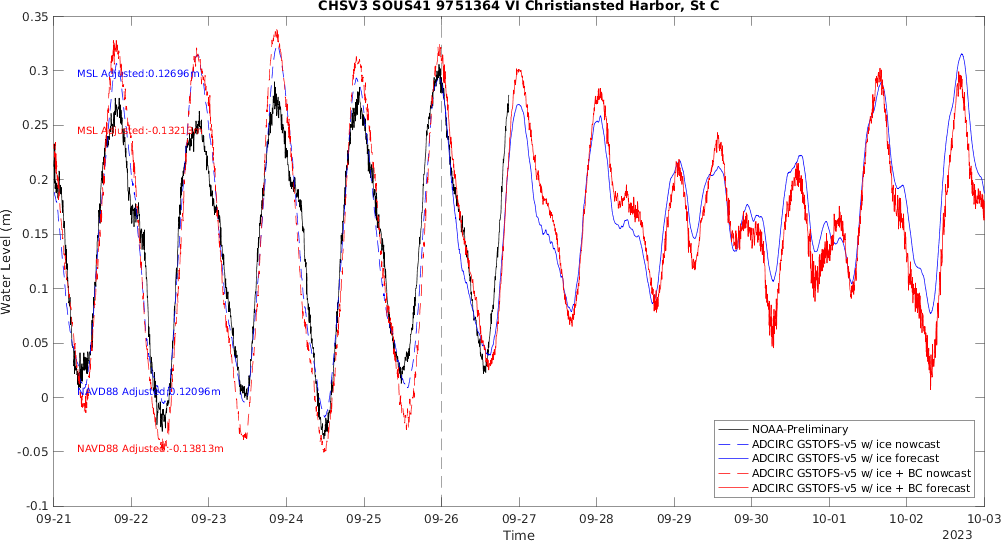 CHSV3 SOUS41 9751364 VI Christiansted Harbor, St C
0.35
0.3
0.25
0.2
0.15
0.1
0.05
0
-0.05
-0.1
Water Level (m)
MSL Adjusted:0.12696m
MSL Adjusted:-0.13213m
NAVD88 Adjusted:0.12096m
NAVD88 Adjusted:-0.13813m
NOAA-Preliminary
ADCIRC GSTOFS-v5 w/ ice nowcast
ADCIRC GSTOFS-v5 w/ ice forecast
ADCIRC GSTOFS-v5 w/ ice + BC nowcast
ADCIRC GSTOFS-v5 w/ ice + BC forecast
09-21 09-22 09-23 09-24 09-25 09-26 09-27 09-28 09-29 09-30 10-01 10-02 10-03
Time
2023